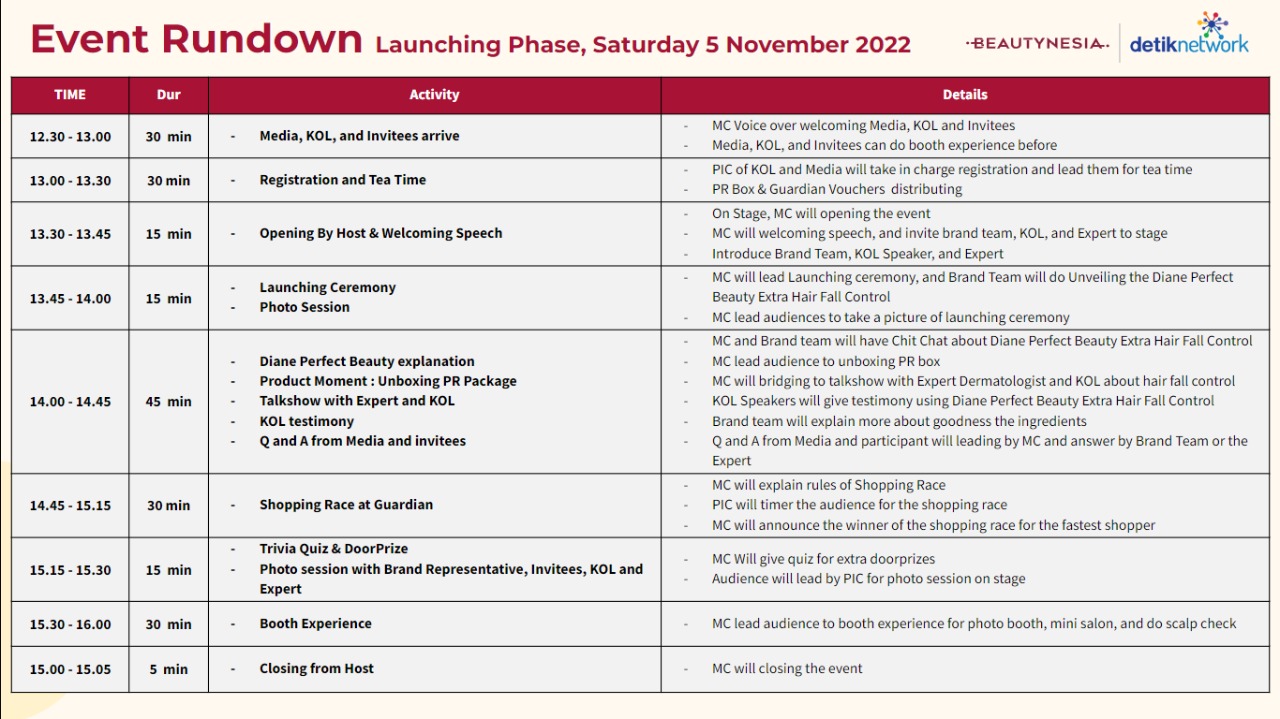 Event Rundown Launching Phase, Saturday 5 November 2022
BEAUTYNESIA
detiknetwork
TIME Dur Activity Details
12.30 - 13.00 30 min - Media, KOL, and Invitees arrive
- MC Voice over welcoming Media, KOL and Invitees
- Media, KOL, and Invitees can do booth experience before
13.00 - 13.30 30 min - Registration and Tea Time
- PIC of KOL and Media will take in charge registration and lead them for tea time
- PR Box & Guardian Vouchers distributing
13.30 - 13.45 15 min - Opening By Host & Welcoming Speech
- On Stage, MC will opening the event
- MC will welcoming speech, and invite brand team, KOL, and Expert to stage
- Introduce Brand Team, KOL Speaker, and Expert
13.45 - 14.00 15 min
- Launching Ceremony
- Photo Session
- MC will lead Launching ceremony, and Brand Team will do Unveiling the Diane Perfect
Beauty Extra Hair Fall Control
- MC lead audiences to take a picture of launching ceremony
14.00 - 14.45 45 min
- Diane Perfect Beauty explanation
- Product Moment : Unboxing PR Package
- Talkshow with Expert and KOL
- KOL testimony
- Q and A from Media and invitees
- MC and Brand team will have Chit Chat about Diane Perfect Beauty Extra Hair Fall Control
- MC lead audience to unboxing PR box
- MC will bridging to talkshow with Expert Dermatologist and KOL about hair fall control
- KOL Speakers will give testimony using Diane Perfect Beauty Extra Hair Fall Control
- Brand team will explain more about goodness the ingredients
- Q and A from Media and participant will leading by MC and answer by Brand Team or the
Expert
14.45 - 15.15 30 min - Shopping Race at Guardian
- MC will explain rules of Shopping Race
- PIC will timer the audience for the shopping race
- MC will announce the winner of the shopping race for the fastest shopper
15.15 - 15.30 15 min
- Trivia Quiz & DoorPrize
- Photo session with Brand Representative, Invitees, KOL and
Expert
- MC Will give quiz for extra doorprizes
- Audience will lead by PIC for photo session on stage
15.30 - 16.00 30 min - Booth Experience
- MC lead audience to booth experience for photo booth, mini salon, and do scalp check
15.00 - 15.05 5 min - Closing from Host
- MC will closing the event